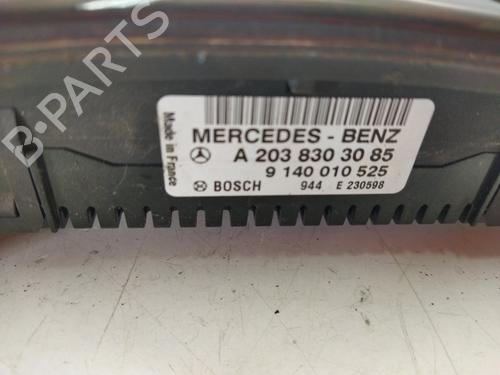 MERCEDES - BENZ
A 203 830 30 85
9 140 010 525
BOSCH 944 E 230598
Made in France
B-PARTS